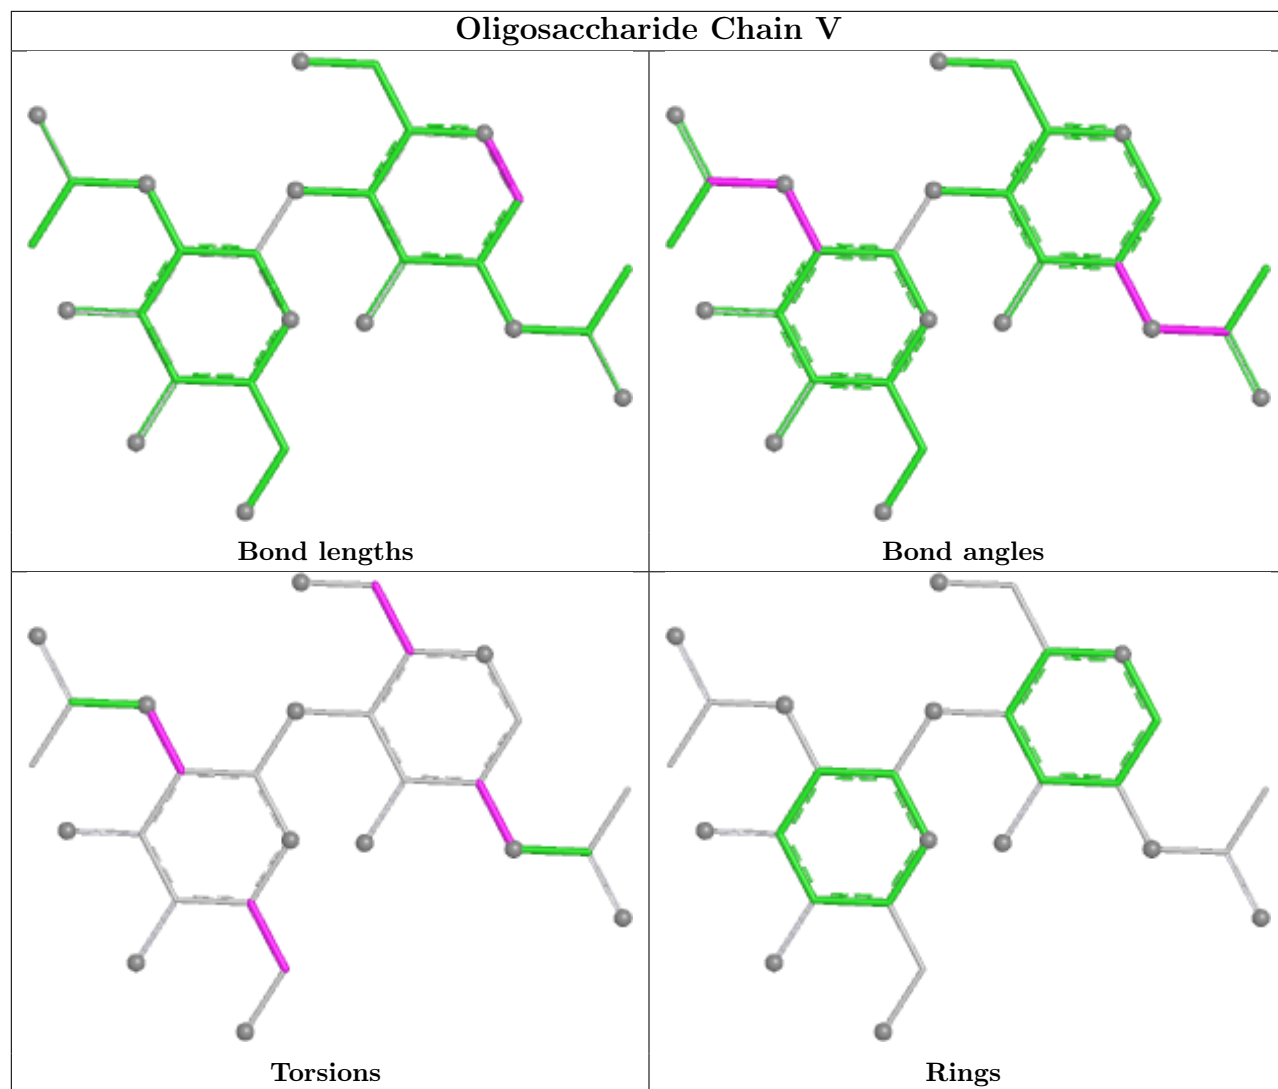 Oligosaccharide Chain V
Bond lengths
Bond angles
Torsions
Rings